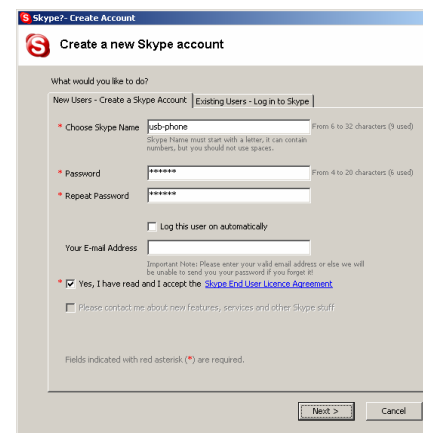 Skype?- Create Account
Create a new Skype account
What would you like to do?
New Users - Create a Skype Account Existing Users - Log in to Skype
* Choose Skype Name usb-phone From 6 to 32 characters (9 used)
Skype Name must start with a letter, it can contain
numbers, but you should not use spaces.
* Password ****** From 4 to 20 characters (6 used)
* Repeat Password ******
Log this user on automatically
Your E-mail Address
Important Note: Please enter your valid email address or else we will
be unable to send you your password if you forget it!
* Yes, I have read and I accept the Skype End User Licence Agreement
Please contact me about new features, services and other Skype stuff
Fields indicated with red asterisk (*) are required.
Next > Cancel